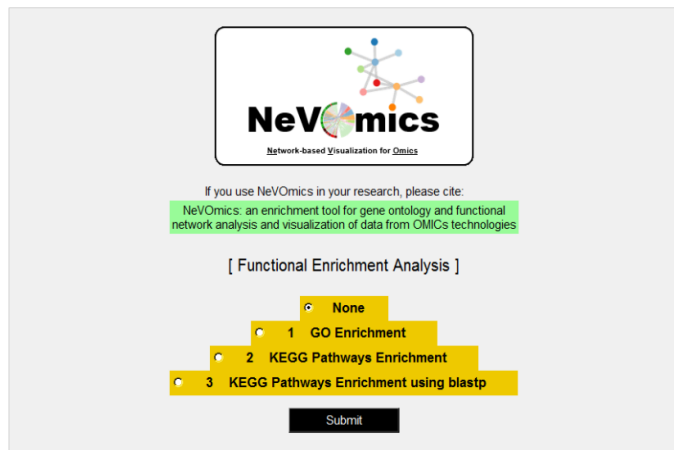 NeVOmics
Network-based Visualization for Omics
If you use NeVOmics in your research, please cite:
NeVOmics: an enrichment tool for gene ontology and functional
network analysis and visualization of data from OMICs technologies
[ Functional Enrichment Analysis ]
None
1 GO Enrichment
2 KEGG Pathways Enrichment
3 KEGG Pathways Enrichment using blastp
Submit